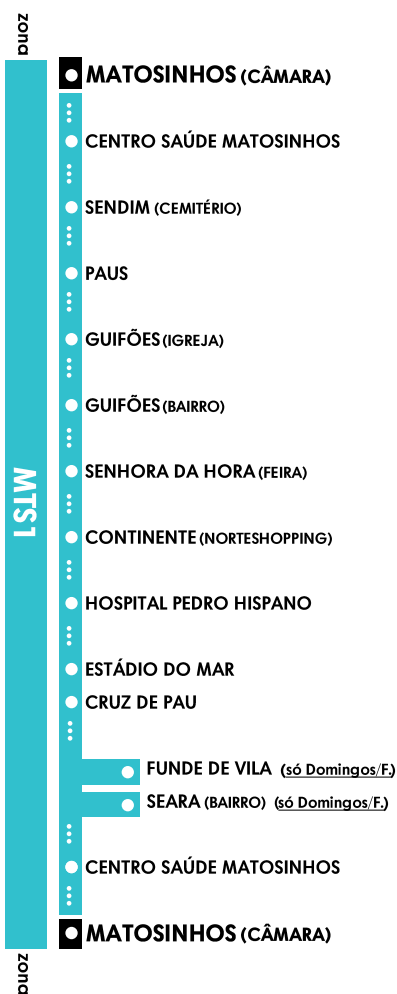 zona
MATOSINHOS (CÂMARA)
CENTRO SAÚDE MATOSINHOS
SENDIM (CEMITÉRIO)
PAUS
GUIFÕES (IGREJA)
GUIFÕES (BAIRRO)
SENHORA DA HORA (FEIRA)
MTS1
CONTINENTE (NORTESHOPPING)
HOSPITAL PEDRO HISPANO
ESTÁDIO DO MAR
CRUZ DE PAU
FUNDE DE VILA (só Domingos/F.)
SEARA (BAIRRO) (só Domingos/F.)
CENTRO SAÚDE MATOSINHOS
MATOSINHOS (CÂMARA)
zona